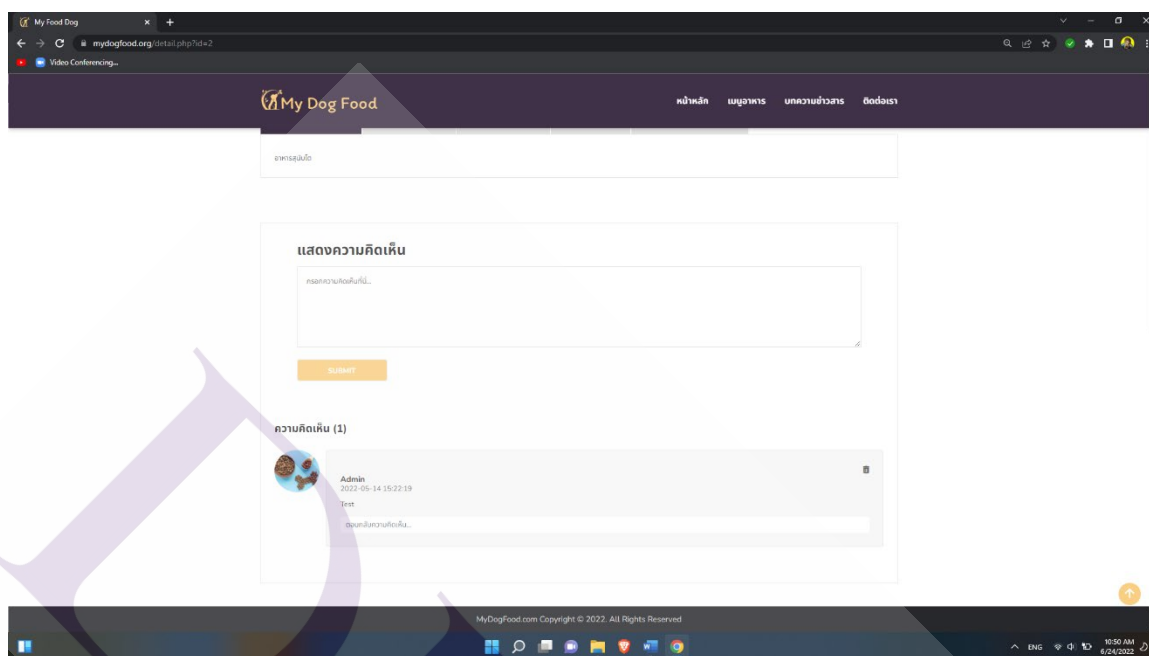 My Food Dog
mydogfood.org/detail.php?id=2
Video Conferencing...
My Dog Food
หน้าหลัก เมนูอาหาร บทความข่าวสาร ติดต่อเรา
อาหารสุนัขโต
แสดงความคิดเห็น
กรอกความคิดเห็นที่นี่...
SUBMIT
ความคิดเห็น (1)
Admin
2022-05-14 15:22:19
Test
ตอบกลับความคิดเห็น...
MyDogFood.com Copyright © 2022. All Rights Reserved
ENG
10:50 AM
6/24/2022